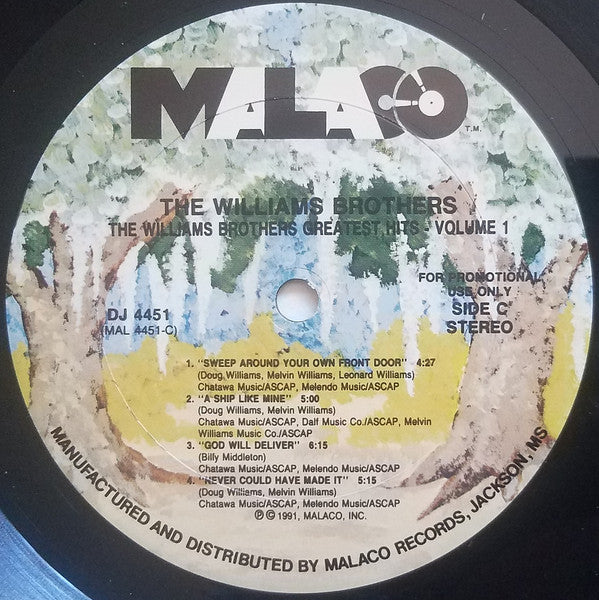 MALACO
T.M.
THE WILLIAMS BROTHERS
THE WILLIAMS BROTHERS GREATEST HITS - VOLUME 1
FOR PROMOTIONAL
USE ONLY
DJ 4451
(MAL 4451-C)
SIDE C
STEREO
1. "SWEEP AROUND YOUR OWN FRONT DOOR" 4:27
(Doug Williams, Melvin Williams, Leonard Williams)
Chatawa Music/ASCAP, Melendo Music/ASCAP
2. "A SHIP LIKE MINE" 5:00
(Doug Williams, Melvin Williams)
Chatawa Music/ASCAP, Dalf Music Co./ASCAP, Melvin
Williams Music Co./ASCAP
3. "GOD WILL DELIVER" 6:15
(Billy Middleton)
Chatawa Music/ASCAP, Melendo Music/ASCAP
4. "NEVER COULD HAVE MADE IT" 5:15
(Doug Williams, Melvin Williams)
Chatawa Music/ASCAP, Melendo Music/ASCAP
℗ © 1991, MALACO, INC.
MANUFACTURED AND DISTRIBUTED BY MALACO RECORDS, JACKSON, MS